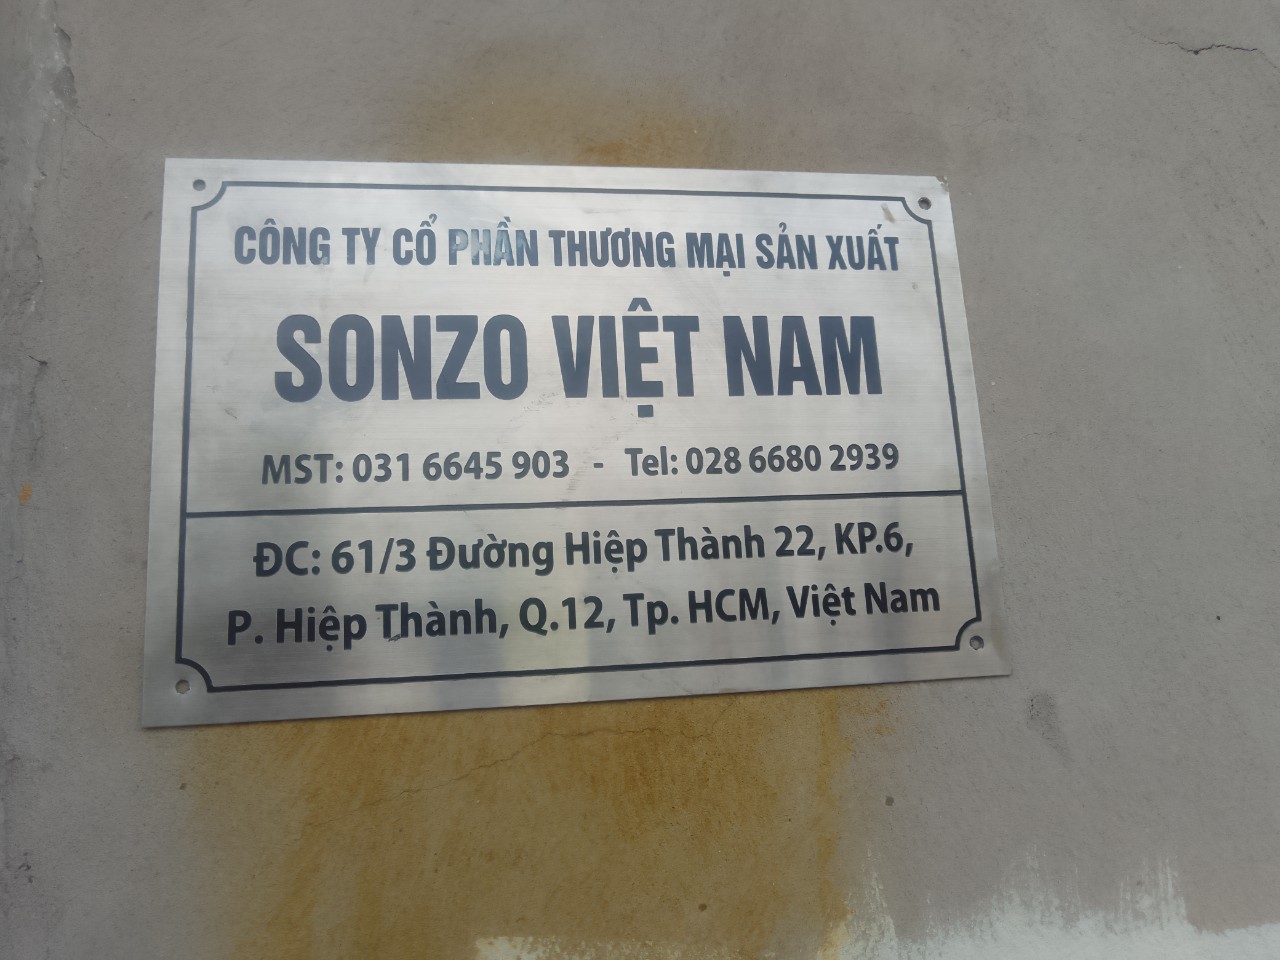 CÔNG TY CỔ PHẦN THƯƠNG MẠI SẢN XUẤT
SONZO VIỆT NAM
MST: 031 6645 903 - Tel: 028 6680 2939
ĐC: 61/3 Đường Hiệp Thành 22, KP.6,
P. Hiệp Thành, Q.12, Tp. HCM, Việt Nam